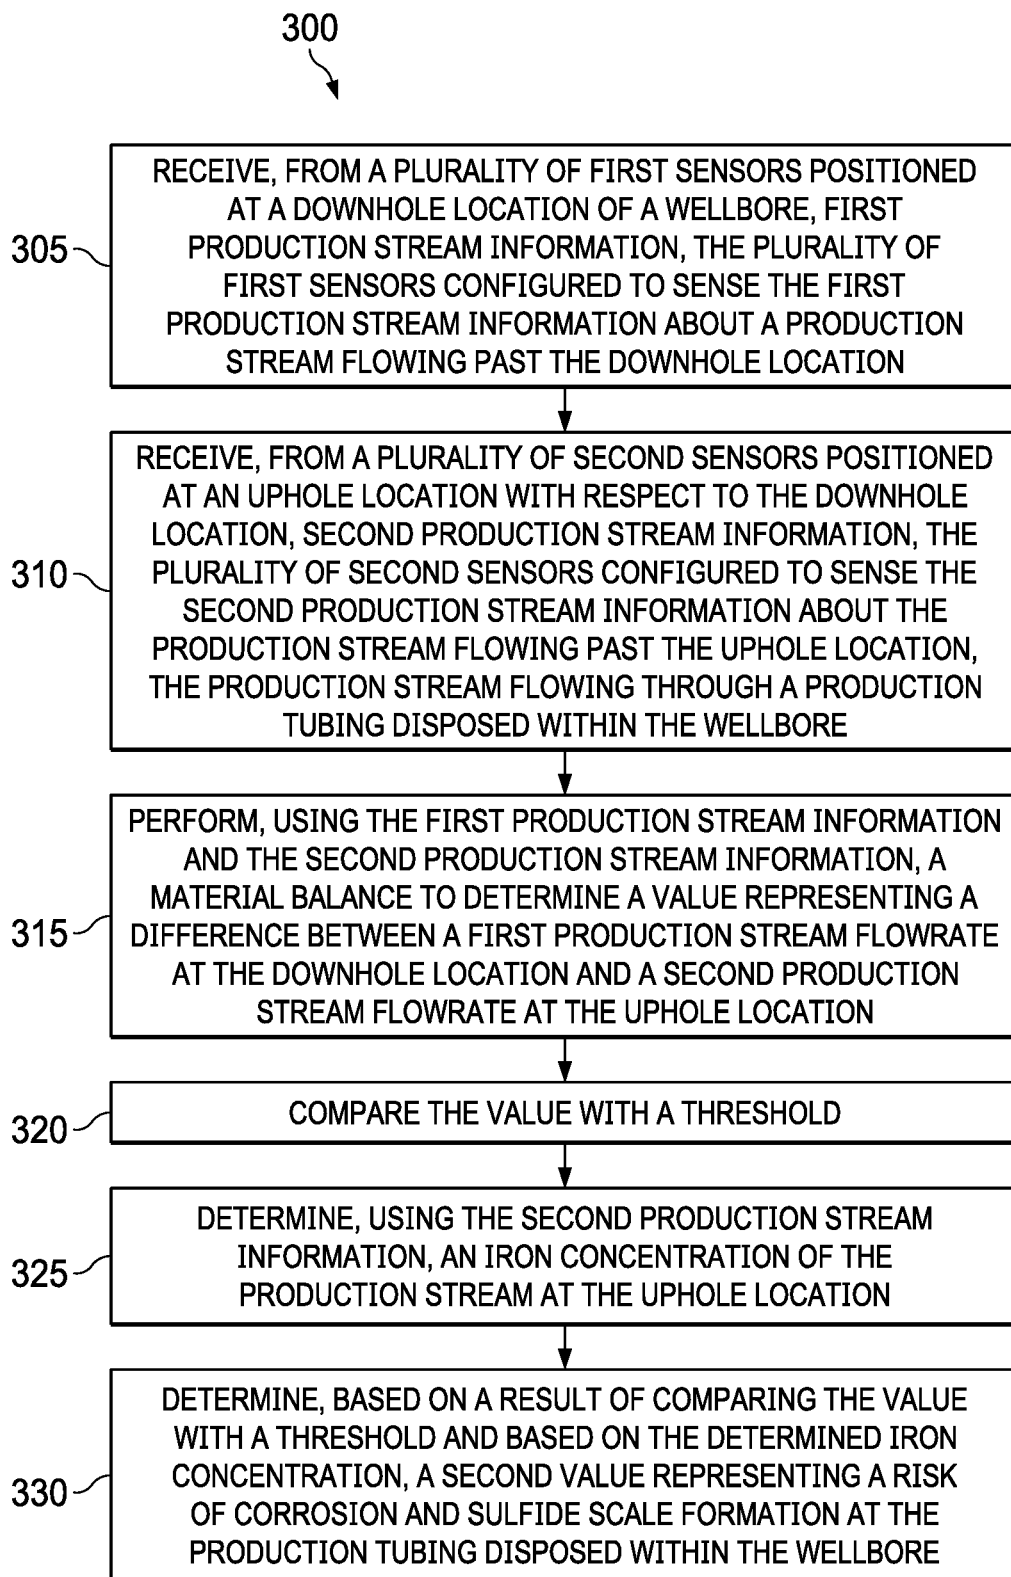 300
305
RECEIVE, FROM A PLURALITY OF FIRST SENSORS POSITIONED
AT A DOWNHOLE LOCATION OF A WELLBORE, FIRST
PRODUCTION STREAM INFORMATION, THE PLURALITY OF
FIRST SENSORS CONFIGURED TO SENSE THE FIRST
PRODUCTION STREAM INFORMATION ABOUT A PRODUCTION
STREAM FLOWING PAST THE DOWNHOLE LOCATION
310
RECEIVE, FROM A PLURALITY OF SECOND SENSORS POSITIONED
AT AN UPHOLE LOCATION WITH RESPECT TO THE DOWNHOLE
LOCATION, SECOND PRODUCTION STREAM INFORMATION, THE
PLURALITY OF SECOND SENSORS CONFIGURED TO SENSE THE
SECOND PRODUCTION STREAM INFORMATION ABOUT THE
PRODUCTION STREAM FLOWING PAST THE UPHOLE LOCATION,
THE PRODUCTION STREAM FLOWING THROUGH A PRODUCTION
TUBING DISPOSED WITHIN THE WELLBORE
315
PERFORM, USING THE FIRST PRODUCTION STREAM INFORMATION
AND THE SECOND PRODUCTION STREAM INFORMATION, A
MATERIAL BALANCE TO DETERMINE A VALUE REPRESENTING A
DIFFERENCE BETWEEN A FIRST PRODUCTION STREAM FLOWRATE
AT THE DOWNHOLE LOCATION AND A SECOND PRODUCTION
STREAM FLOWRATE AT THE UPHOLE LOCATION
320
COMPARE THE VALUE WITH A THRESHOLD
325
DETERMINE, USING THE SECOND PRODUCTION STREAM
INFORMATION, AN IRON CONCENTRATION OF THE
PRODUCTION STREAM AT THE UPHOLE LOCATION
330
DETERMINE, BASED ON A RESULT OF COMPARING THE VALUE
WITH A THRESHOLD AND BASED ON THE DETERMINED IRON
CONCENTRATION, A SECOND VALUE REPRESENTING A RISK
OF CORROSION AND SULFIDE SCALE FORMATION AT THE
PRODUCTION TUBING DISPOSED WITHIN THE WELLBORE